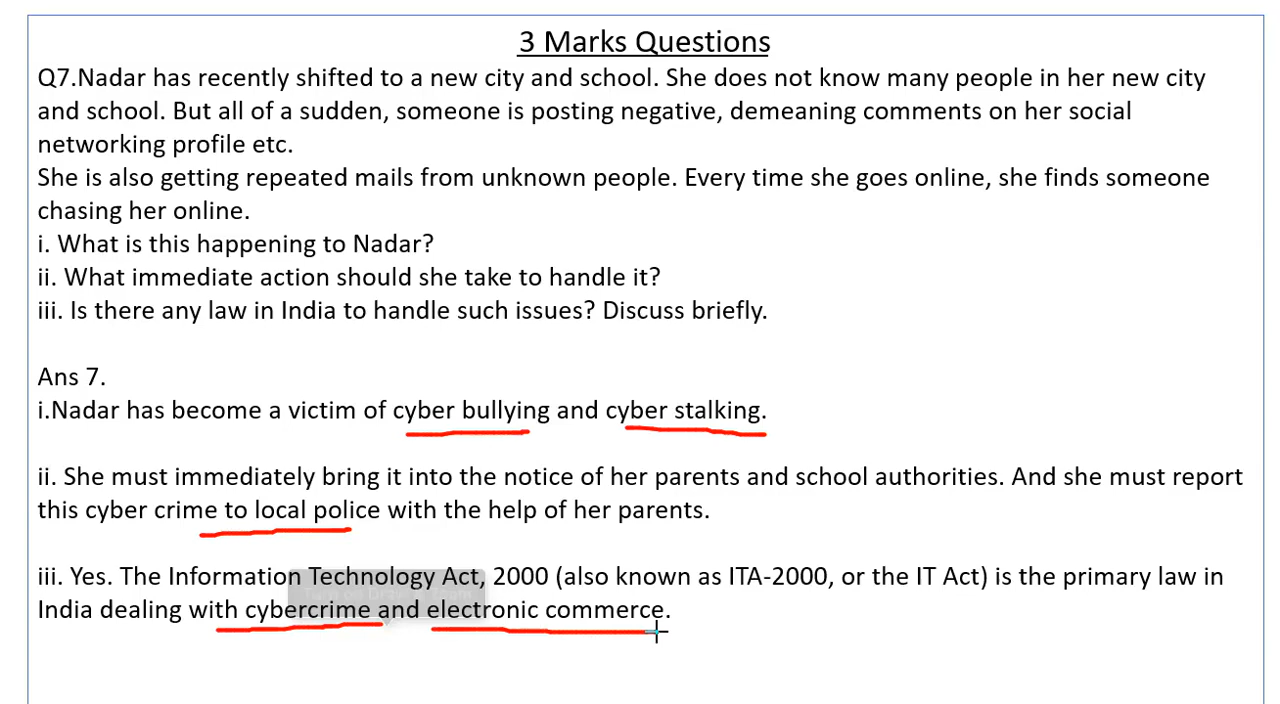 3 Marks Questions
Q7.Nadar has recently shifted to a new city and school. She does not know many people in her new city
and school. But all of a sudden, someone is posting negative, demeaning comments on her social
networking profile etc.
She is also getting repeated mails from unknown people. Every time she goes online, she finds someone
chasing her online.
i. What is this happening to Nadar?
ii. What immediate action should she take to handle it?
iii. Is there any law in India to handle such issues? Discuss briefly.
Ans 7.
i.Nadar has become a victim of cyber bullying and cyber stalking.
ii. She must immediately bring it into the notice of her parents and school authorities. And she must report
this cyber crime to local police with the help of her parents.
iii. Yes. The Information Technology Act, 2000 (also known as ITA-2000, or the IT Act) is the primary law in
India dealing with cybercrime and electronic commerce.